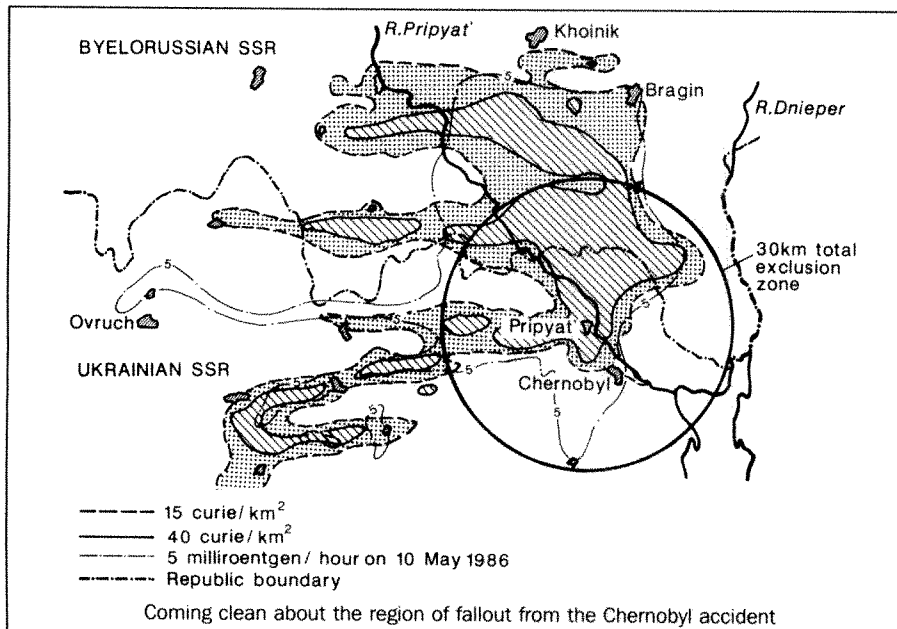 R.Pripyat'
Khoinik
BYELORUSSIAN SSR
5
Bragin
R.Dnieper
30km total
exclusion
zone
5
Ovruch
5
5
Pripyat'
UKRAINIAN SSR
5
Chernobyl
5
5
5
15 curie/km²
40 curie/km²
5 milliroentgen/hour on 10 May 1986
Republic boundary
Coming clean about the region of fallout from the Chernobyl accident